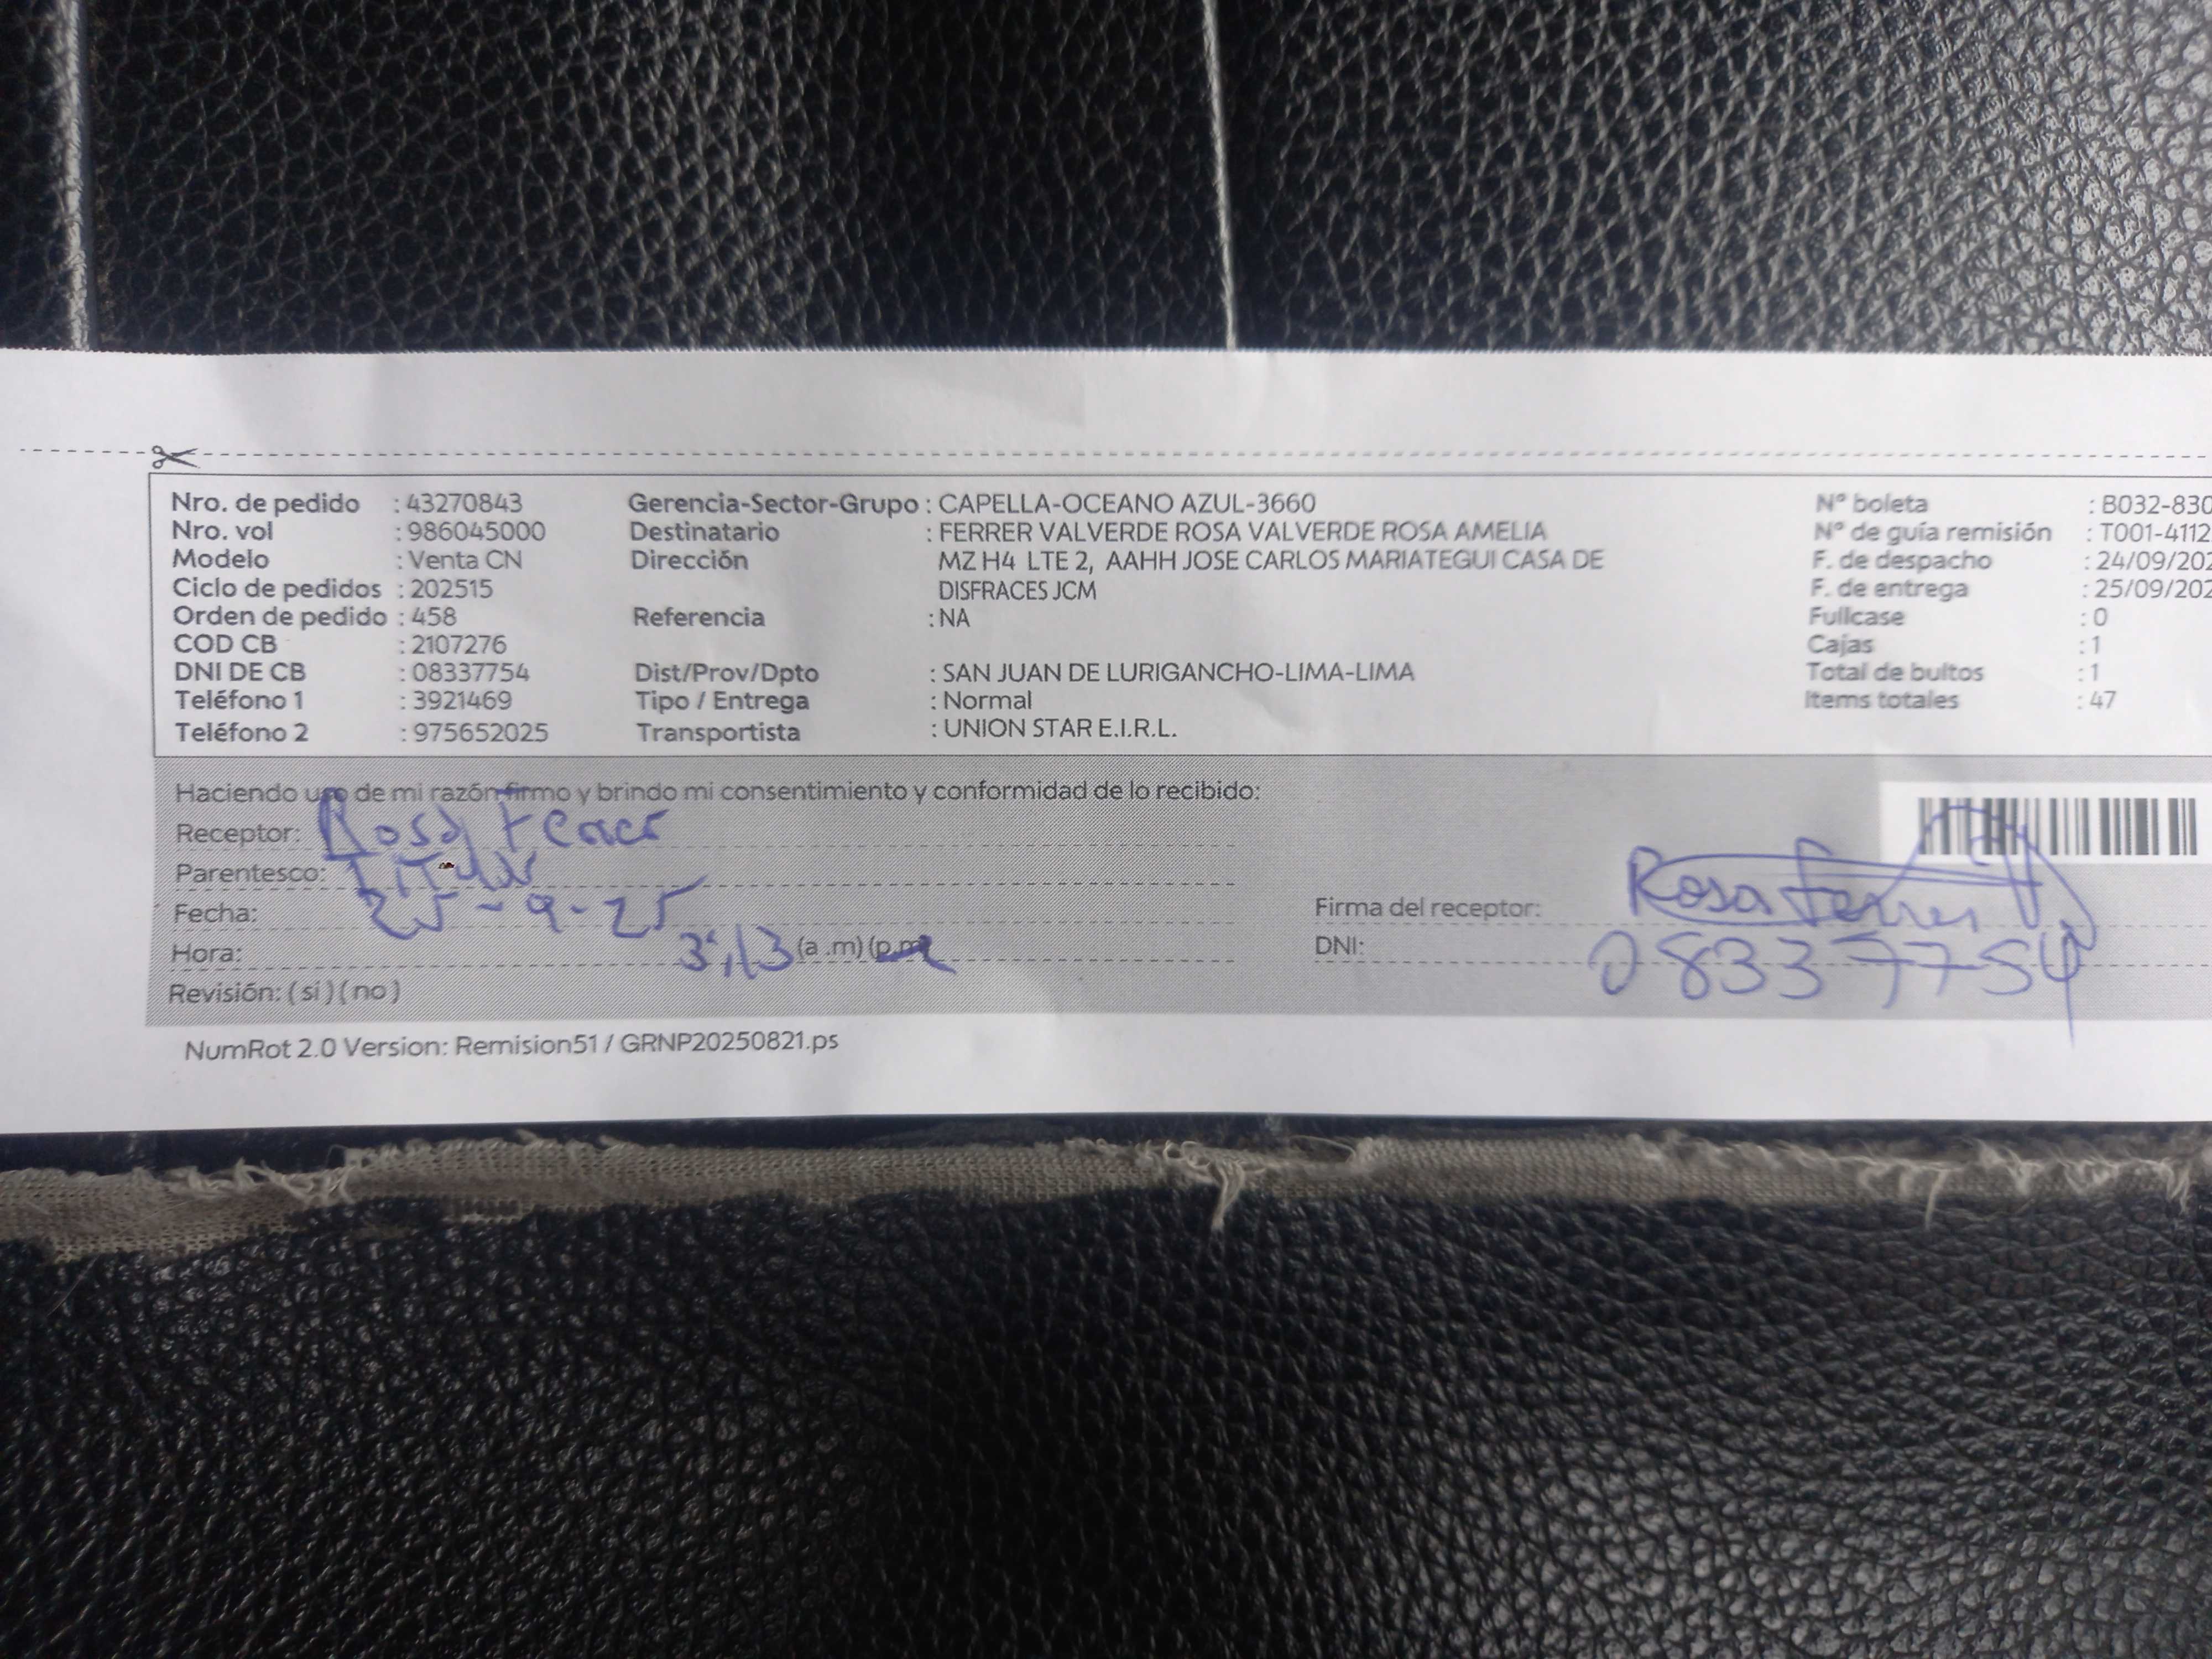 Nro. de pedido : 43270843 Gerencia-Sector-Grupo : CAPELLA-OCEANO AZUL-3660 Nº boleta : B032-830
Nro. vol : 986045000 Destinatario : FERRER VALVERDE ROSA VALVERDE ROSA AMELIA Nº de guía remisión : T001-4112
Modelo : Venta CN Dirección MZ H4 LTE 2, AAHH JOSE CARLOS MARIATEGUI CASA DE F. de despacho : 24/09/202
Ciclo de pedidos : 202515 DISFRACES JCM F. de entrega : 25/09/202
Orden de pedido : 458 Referencia : NA Fullcase : 0
COD CB : 2107276 Cajas : 1
DNI DE CB : 08337754 Dist/Prov/Dpto : SAN JUAN DE LURIGANCHO-LIMA-LIMA Total de bultos : 1
Teléfono 1 : 3921469 Tipo / Entrega : Normal Items totales : 47
Teléfono 2 : 975652025 Transportista : UNION STAR E.I.R.L.
Haciendo uso de mi razón firmo y brindo mi consentimiento y conformidad de lo recibido:
Receptor: Rosa Ferrer
Parentesco: Titular
Fecha: 25-9-25 Firma del receptor: Rosa Ferrer
Hora: 3:13 (a.m) (p.m) DNI: 08337754
Revisión: (si) (no)
NumRot 2.0 Version: Remision51 / GRNP20250821.ps